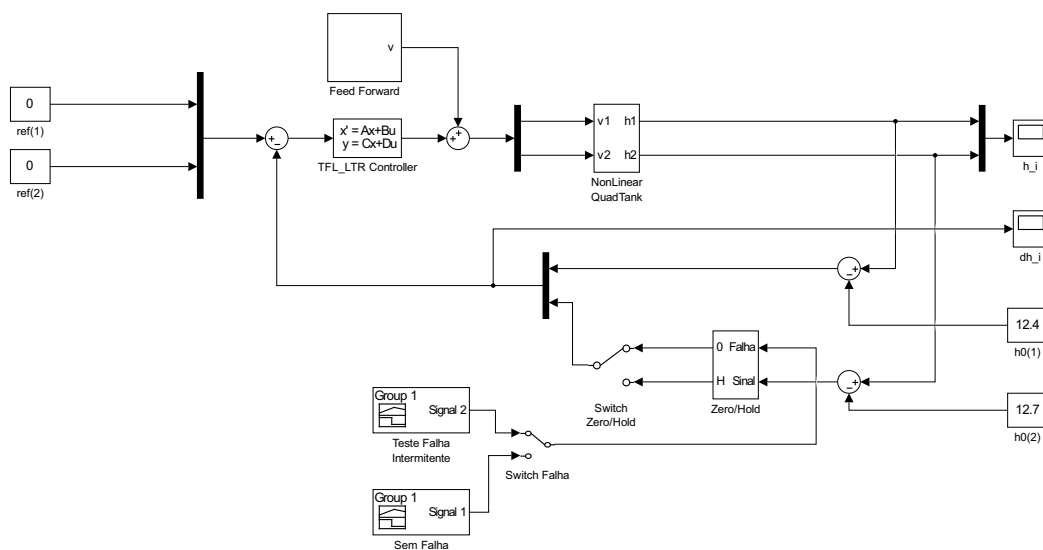 v
Feed Forward
0
ref(1)
0
ref(2)
+
−
x' = Ax+Bu
y = Cx+Du
TFL_LTR Controller
+
+
v1 h1
v2 h2
NonLinear
QuadTank
h_i
dh_i
+
−
12.4
h0(1)
0 Falha
H Sinal
Zero/Hold
Switch
Zero/Hold
+
−
12.7
h0(2)
Group 1
Signal 2
Teste Falha
Intermitente
Switch Falha
Group 1
Signal 1
Sem Falha